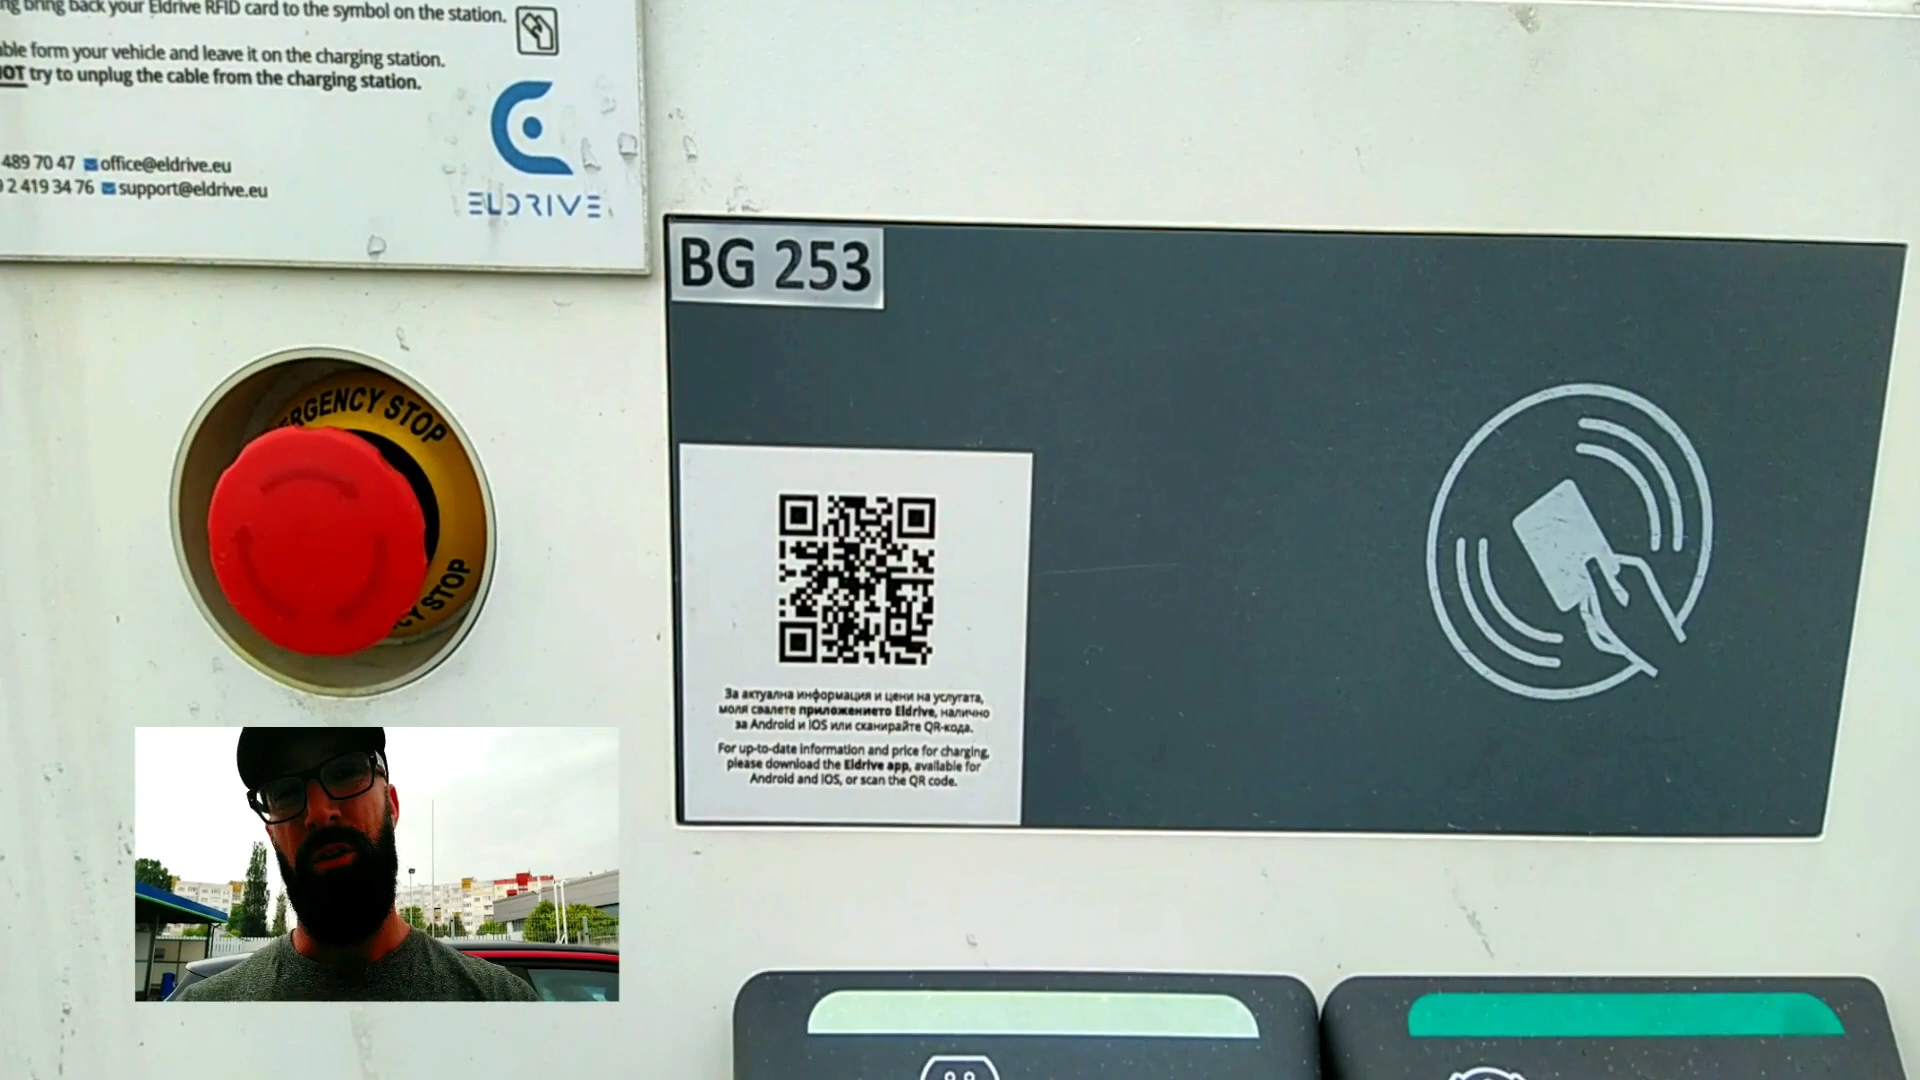 bring back your Eldrive RFID card to the symbol on the station.
form your vehicle and leave it on the charging station.
try to unplug the cable from the charging station.
489 70 47 office@eldrive.eu
2 419 34 76 support@eldrive.eu
ELDRIVE
BG 253
EMERGENCY STOP
STOP
За актуална информация и цени на услугата,
моля свалете приложението Eldrive, налично
за Android и IOS или сканирайте QR-кода.
For up-to-date information and price for charging,
please download the Eldrive app, available for
Android and IOS, or scan the QR code.